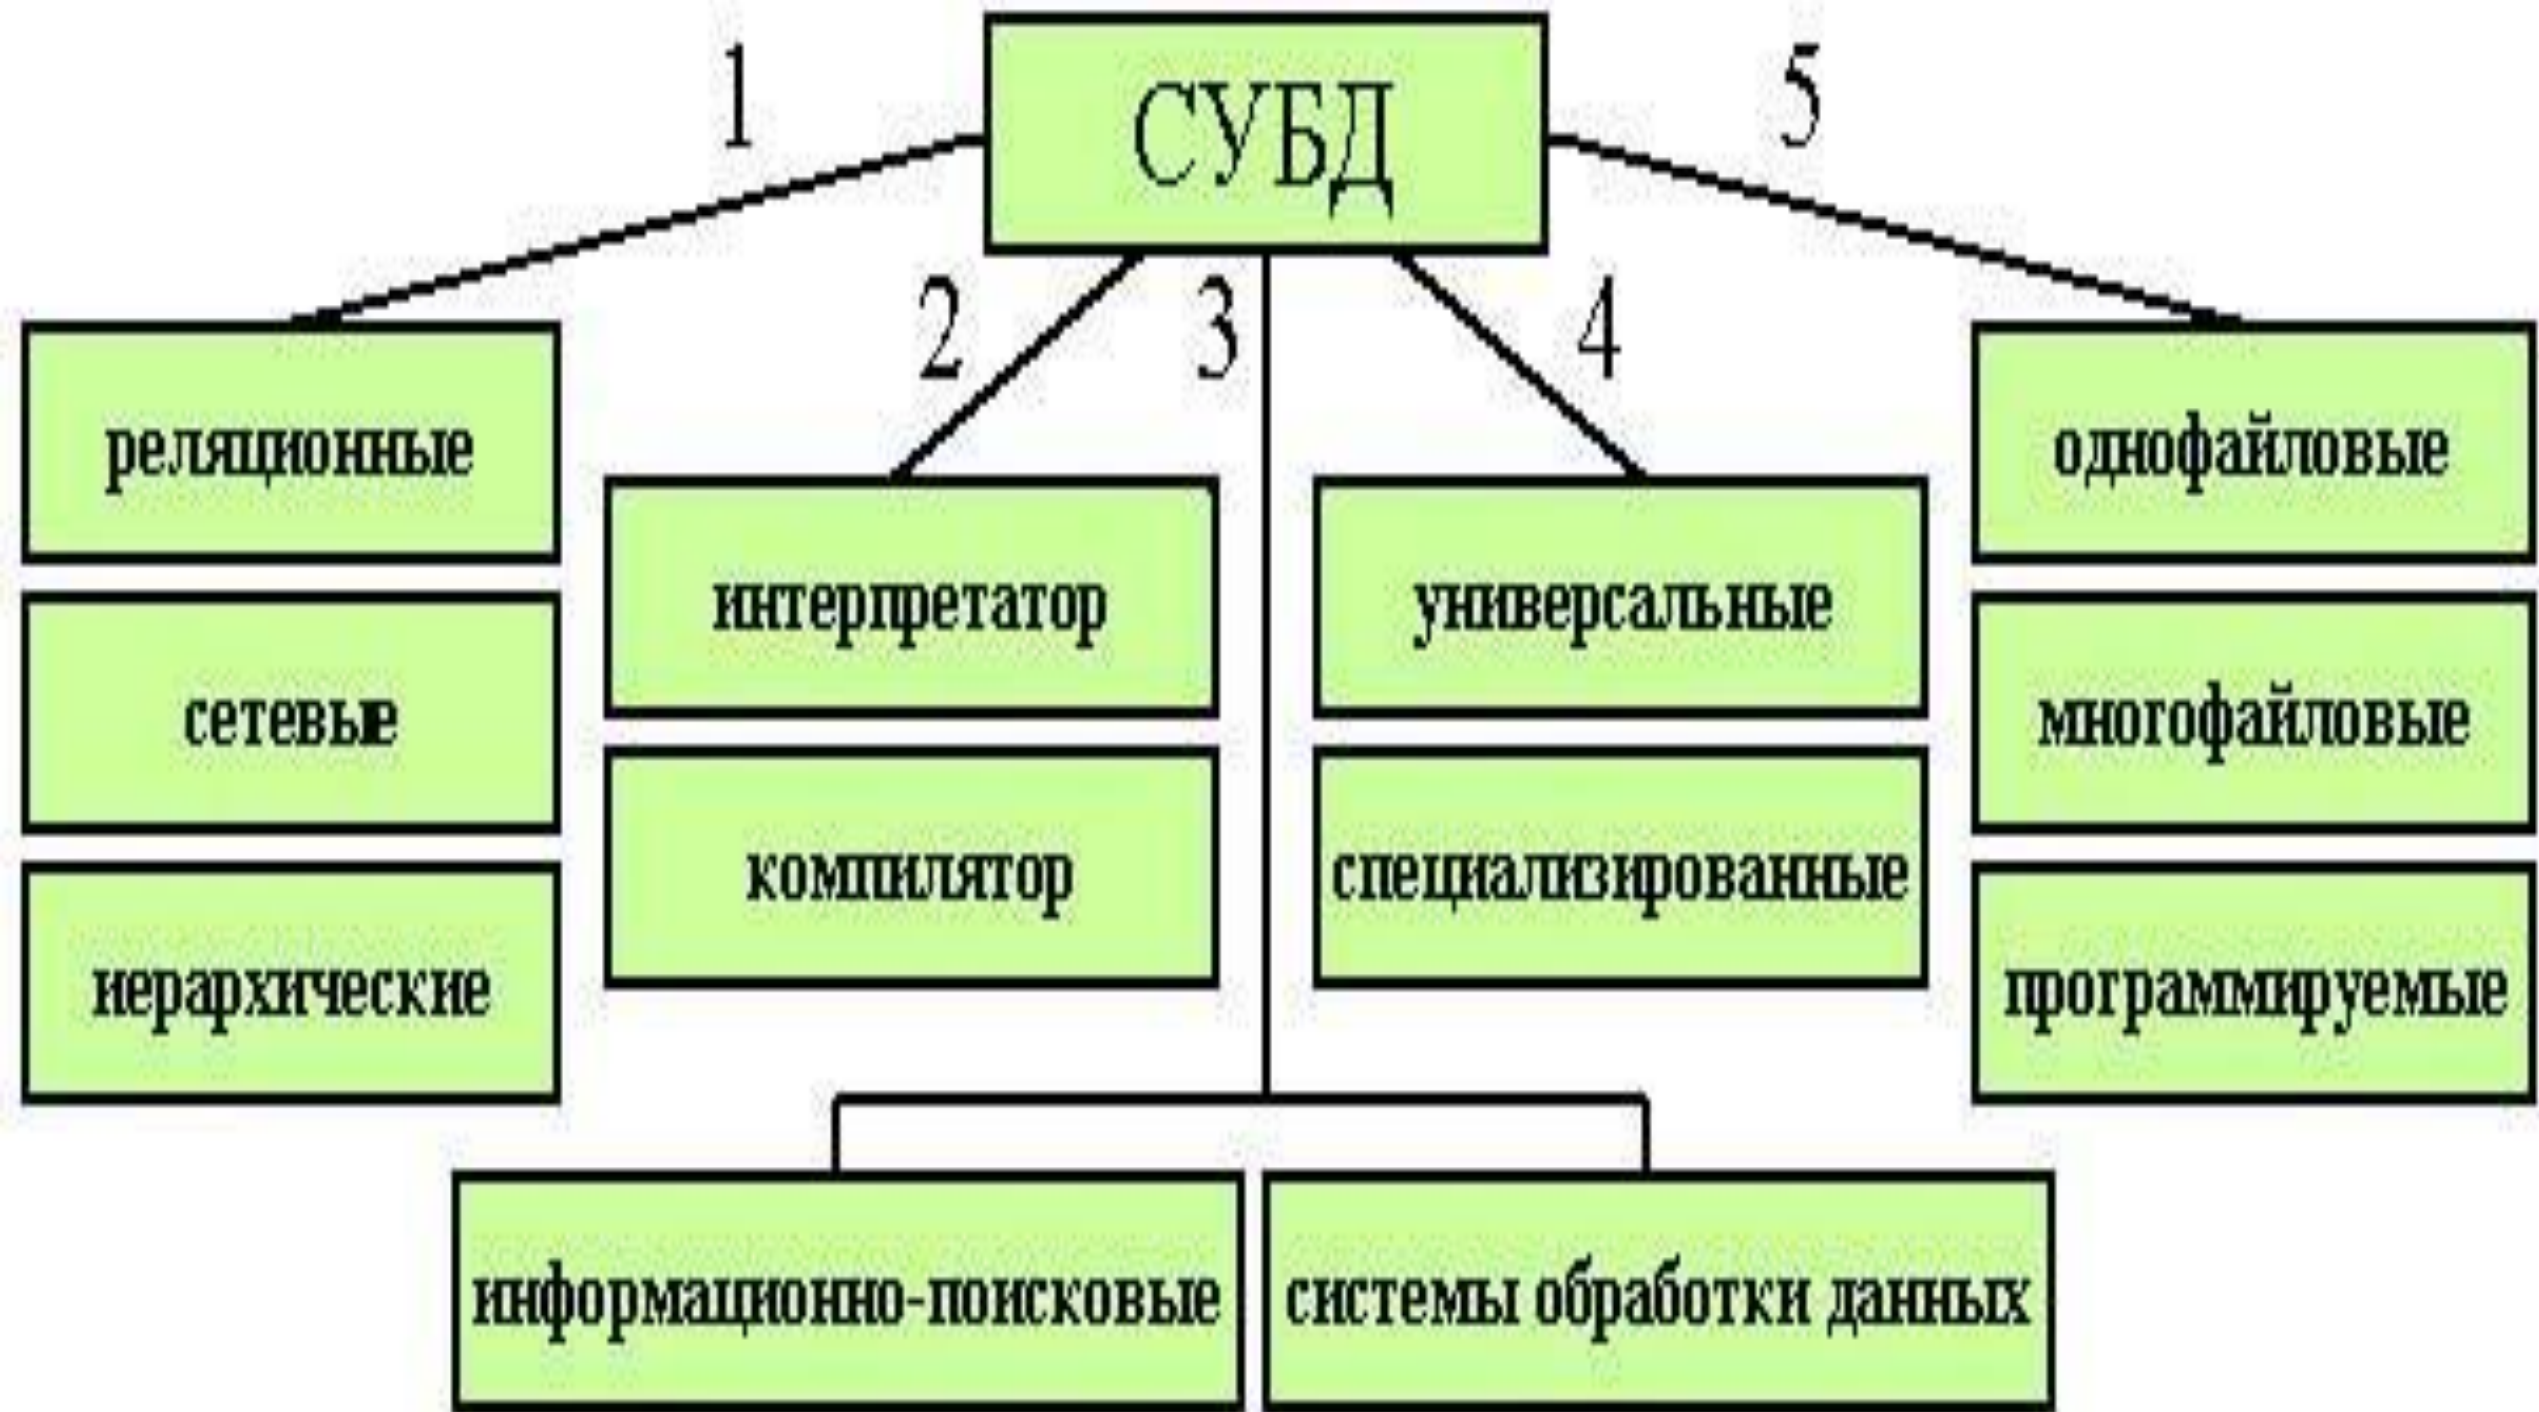 СУБД
1
5
2
3
4
реляционные
сетевые
иерархические
интерпретатор
компилятор
универсальные
специализированные
однофайловые
многофайловые
программируемые
информационно-поисковые
системы обработки данных